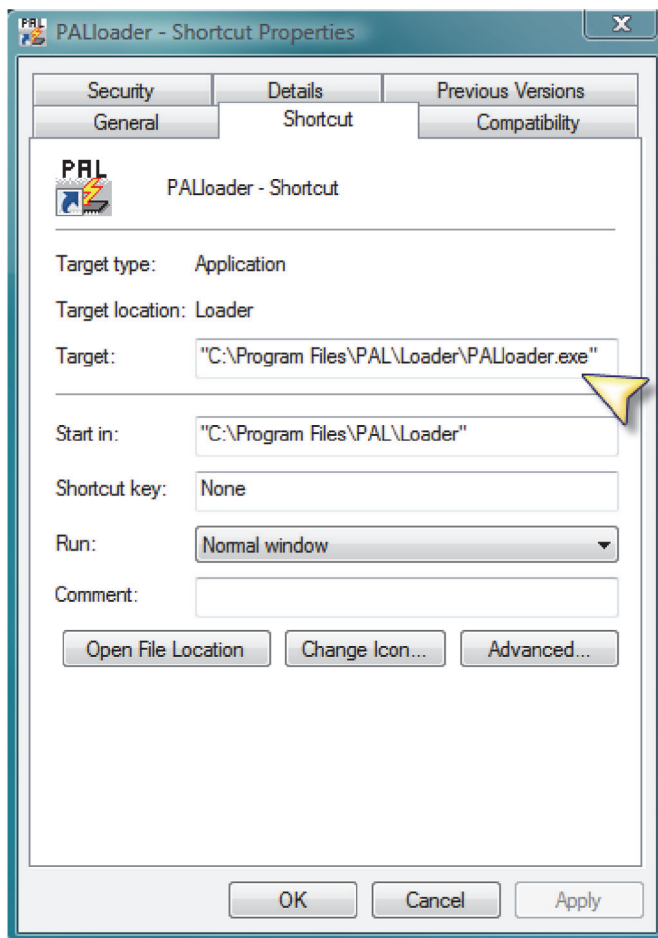 PAL
PALloader - Shortcut Properties
X
Security Details Previous Versions
General Shortcut Compatibility
PAL
PALloader - Shortcut
Target type: Application
Target location: Loader
Target: "C:\Program Files\PAL\Loader\PALloader.exe"
Start in: "C:\Program Files\PAL\Loader"
Shortcut key: None
Run: Normal window
Comment:
Open File Location Change Icon... Advanced...
OK Cancel Apply